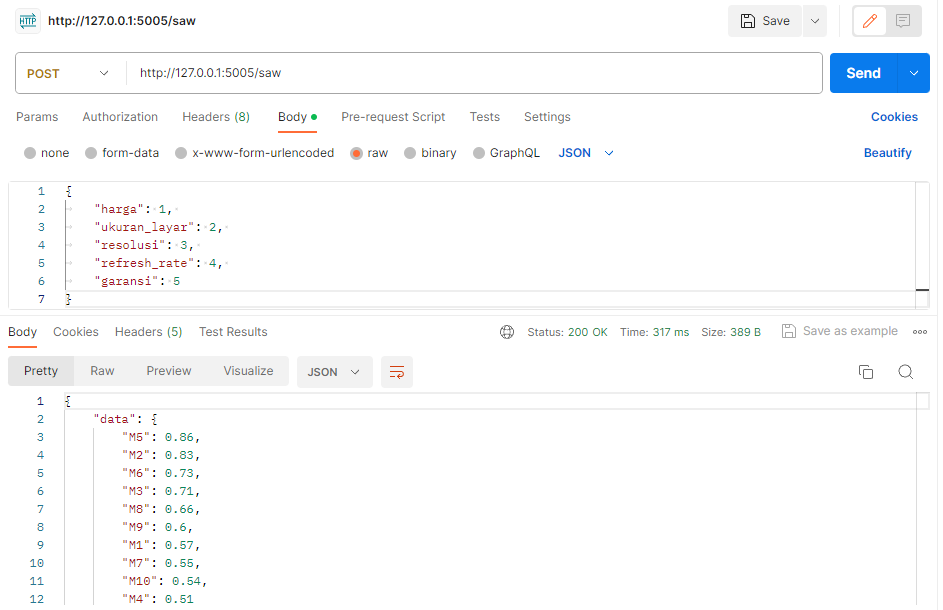 HTTP http://127.0.0.1:5005/saw Save
POST http://127.0.0.1:5005/saw Send
Params Authorization Headers (8) Body Pre-request Script Tests Settings Cookies
none form-data x-www-form-urlencoded raw binary GraphQL JSON Beautify
1 {
2 "harga": 1,
3 "ukuran_layar": 2,
4 "resolusi": 3,
5 "refresh_rate": 4,
6 "garansi": 5
7 }
Body Cookies Headers (5) Test Results Status: 200 OK Time: 317 ms Size: 389 B Save as example
Pretty Raw Preview Visualize JSON
1 {
2 "data": {
3 "M5": 0.86,
4 "M2": 0.83,
5 "M6": 0.73,
6 "M3": 0.71,
7 "M8": 0.66,
8 "M9": 0.6,
9 "M1": 0.57,
10 "M7": 0.55,
11 "M10": 0.54,
12 "M4": 0.51